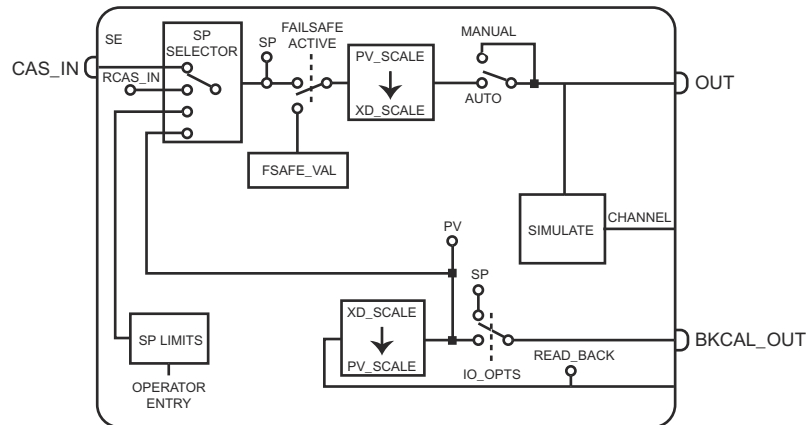 SE
SP
SELECTOR
SP
FAILSAFE
ACTIVE
MANUAL
CAS_IN
RCAS_IN
PV_SCALE
XD_SCALE
AUTO
OUT
FSAFE_VAL
SIMULATE
CHANNEL
PV
SP
SP LIMITS
OPERATOR
ENTRY
XD_SCALE
PV_SCALE
IO_OPTS
READ_BACK
BKCAL_OUT